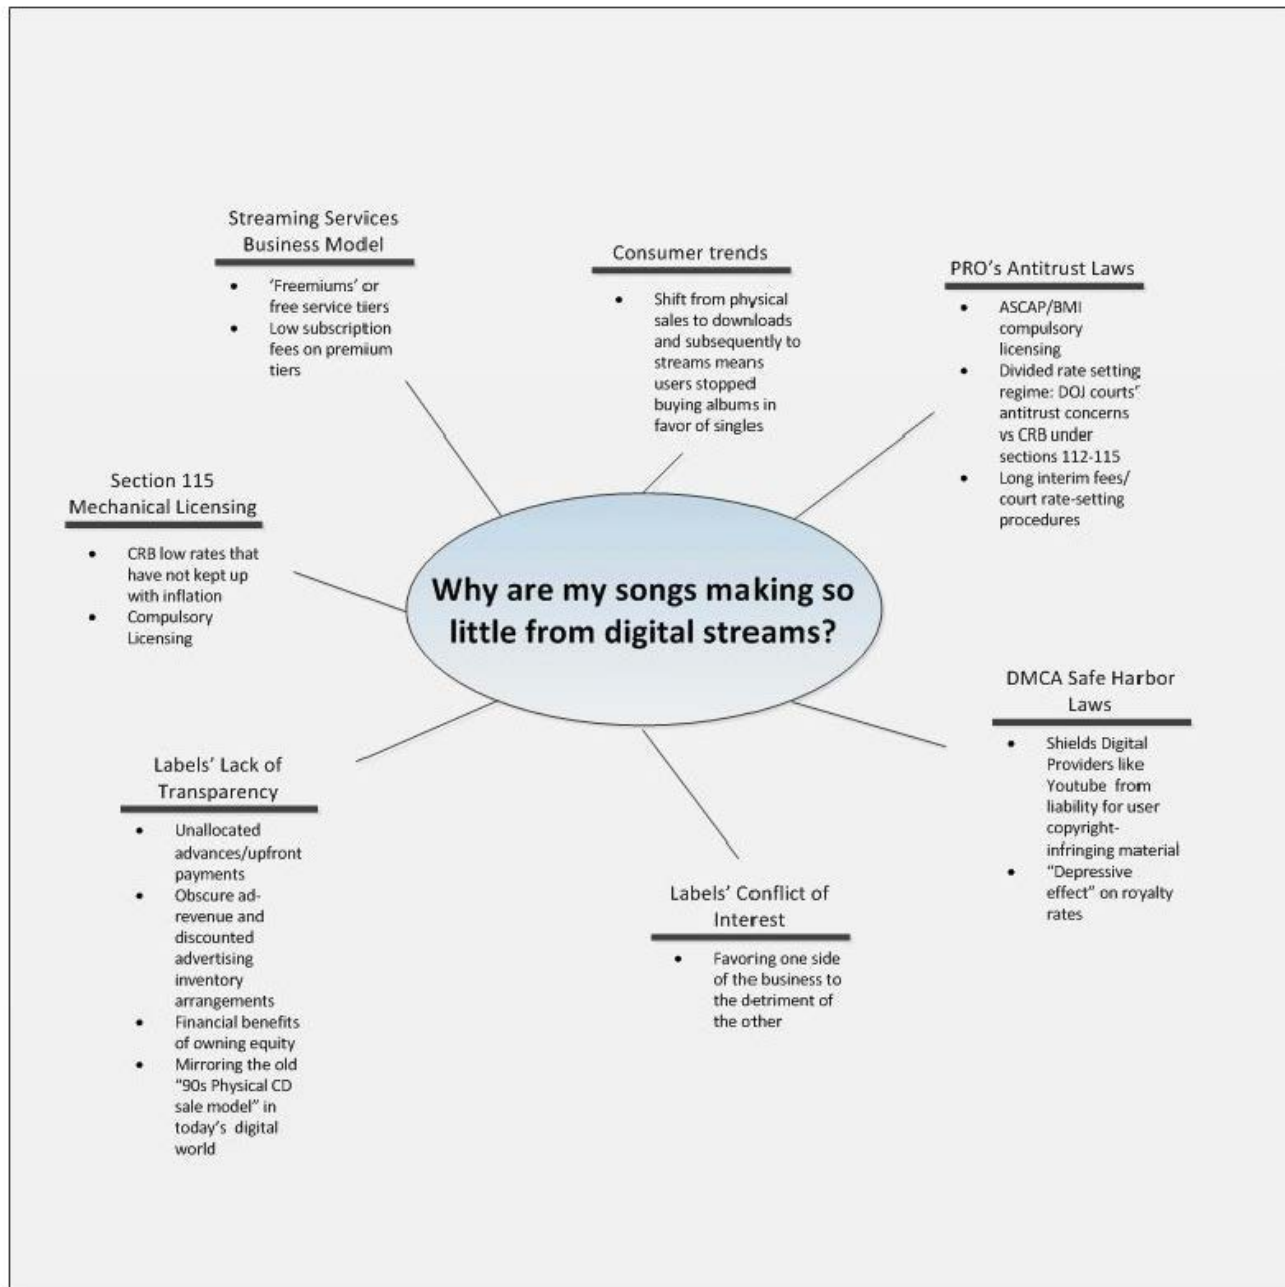 Streaming Services
Business Model
• 'Freemiums' or
free service tiers
• Low subscription
fees on premium
tiers
Consumer trends
• Shift from physical
sales to downloads
and subsequently to
streams means
users stopped
buying albums in
favor of singles
PRO's Antitrust Laws
• ASCAP/BMI
compulsory
licensing
• Divided rate setting
regime: DOJ courts'
antitrust concerns
vs CRB under
sections 112-115
• Long interim fees/
court rate-setting
procedures
Section 115
Mechanical Licensing
• CRB low rates that
have not kept up
with inflation
• Compulsory
Licensing
Why are my songs making so
little from digital streams?
DMCA Safe Harbor
Laws
• Shields Digital
Providers like
Youtube from
liability for user
copyright-
infringing material
• "Depressive
effect" on royalty
rates
Labels' Lack of
Transparency
• Unallocated
advances/upfront
payments
• Obscure ad-
revenue and
discounted
advertising
inventory
arrangements
• Financial benefits
of owning equity
• Mirroring the old
"90s Physical CD
sale model" in
today's digital
world
Labels' Conflict of
Interest
• Favoring one side
of the business to
the detriment of
the other